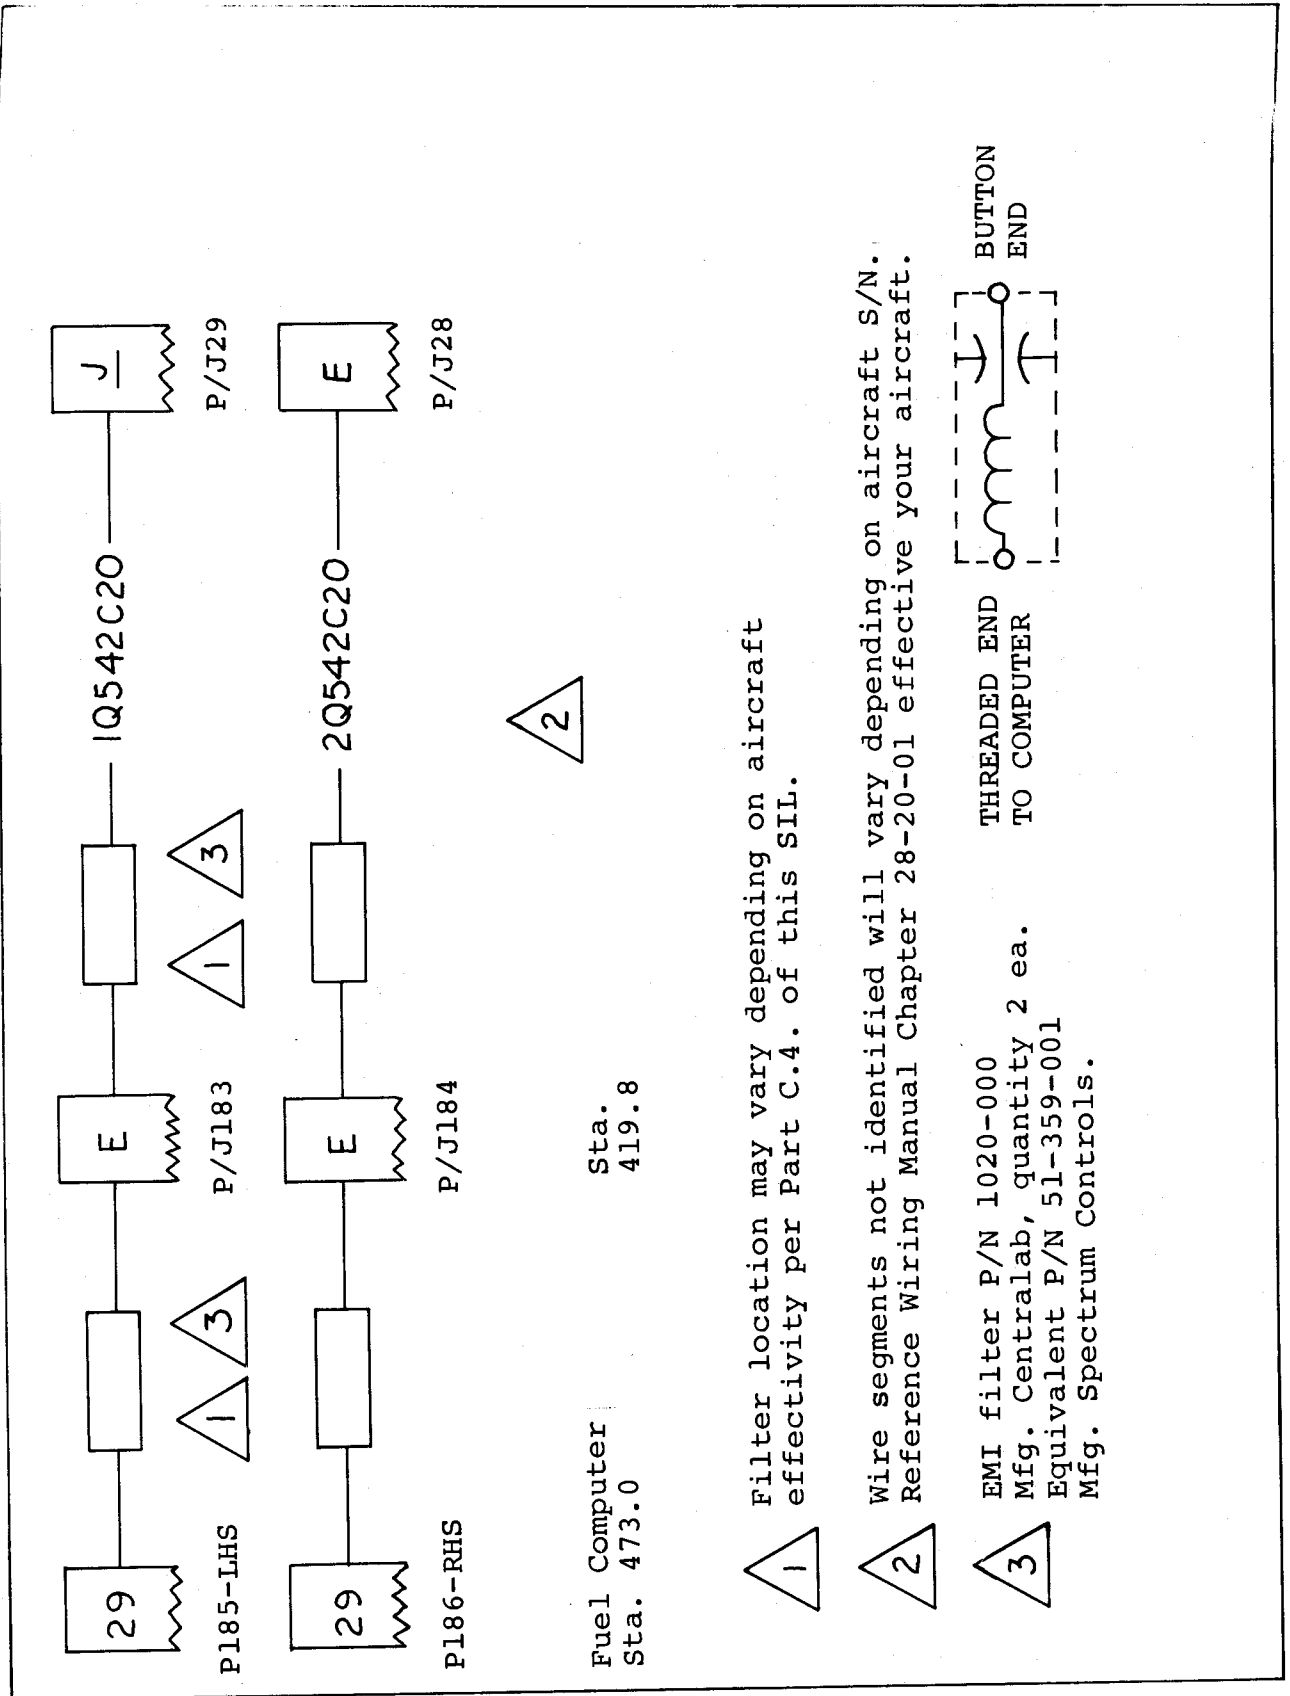 29
P185-LHS
1
3
E
P/J183
1
3
1Q542C20
J
P/J29
29
P186-RHS
E
P/J184
2Q542C20
E
P/J28
2
Fuel Computer
Sta. 473.0
Sta.
419.8
1
Filter location may vary depending on aircraft
effectivity per Part C.4. of this SIL.
2
Wire segments not identified will vary depending on aircraft S/N.
Reference Wiring Manual Chapter 28-20-01 effective your aircraft.
3
EMI filter P/N 1020-000
Mfg. Centralab, quantity 2 ea.
Equivalent P/N 51-359-001
Mfg. Spectrum Controls.
THREADED END
TO COMPUTER
BUTTON
END